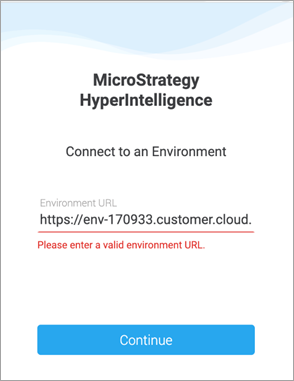 MicroStrategy
HyperIntelligence
Connect to an Environment
Environment URL
https://env-170933.customer.cloud.
Please enter a valid environment URL.
Continue